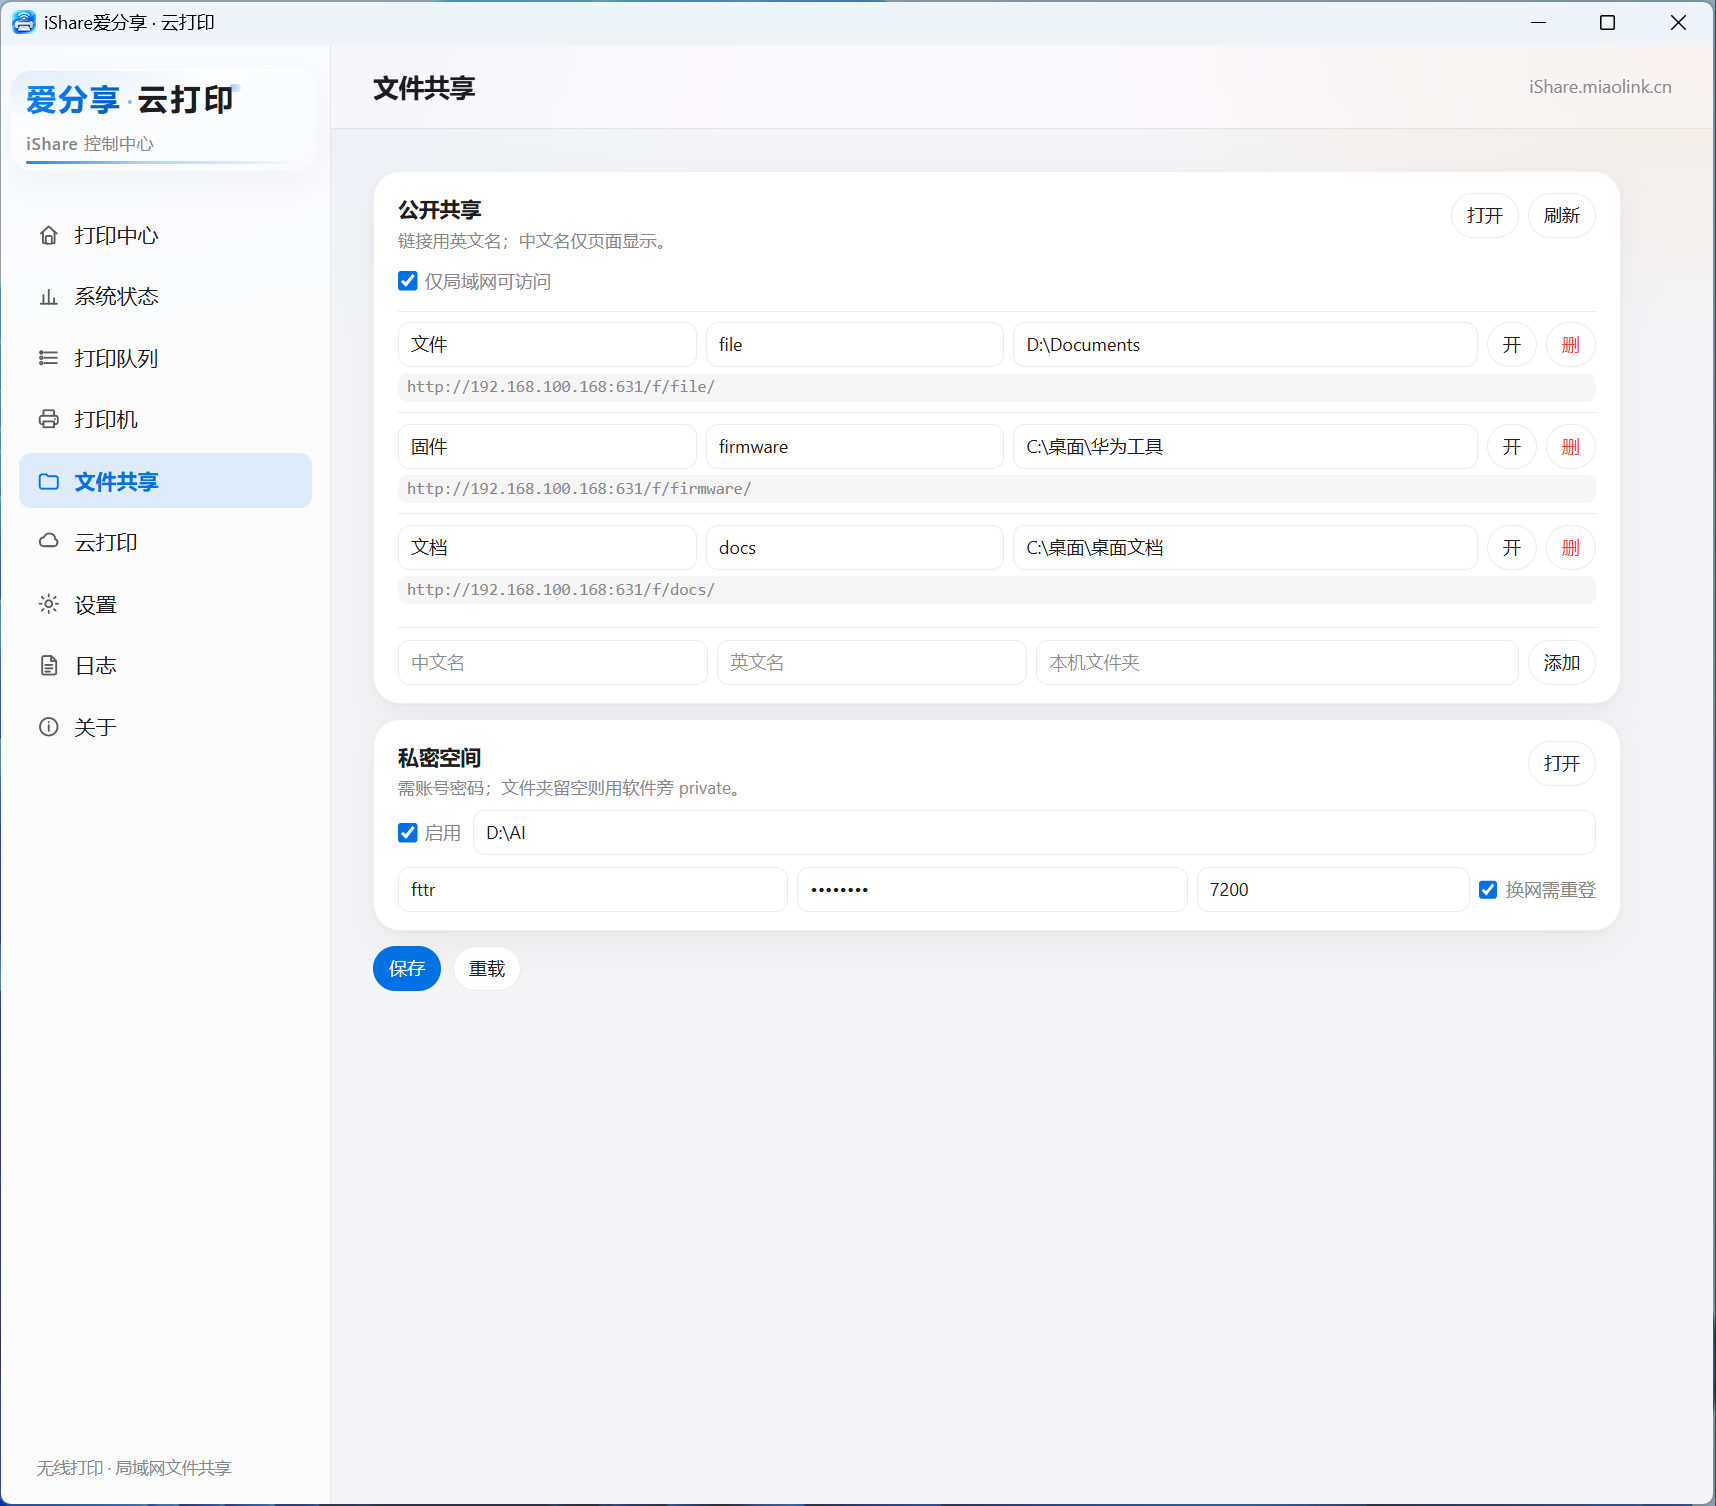 iShare爱分享 · 云打印
爱分享 · 云打印
iShare 控制中心
打印中心
系统状态
打印队列
打印机
文件共享
云打印
设置
日志
关于
无线打印 · 局域网文件共享
文件共享
iShare.miaolink.cn
公开共享
打开 刷新
链接用英文名；中文名仅页面显示。
仅局域网可访问
文件 file D:\Documents 开 删
http://192.168.100.168:631/f/file/
固件 firmware C:\桌面\华为工具 开 删
http://192.168.100.168:631/f/firmware/
文档 docs C:\桌面\桌面文档 开 删
http://192.168.100.168:631/f/docs/
中文名 英文名 本机文件夹 添加
私密空间
打开
需账号密码；文件夹留空则用软件旁 private。
启用 D:\AI
fttr •••••••• 7200 换网需重登
保存 重载